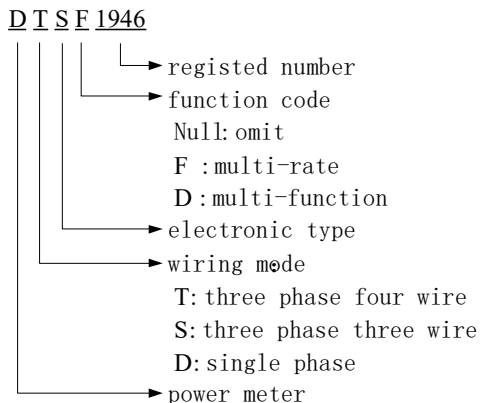 D T S F 1946
registed number
function code
Null: omit
F : multi-rate
D : multi-function
electronic type
wiring mode
T: three phase four wire
S: three phase three wire
D: single phase
power meter